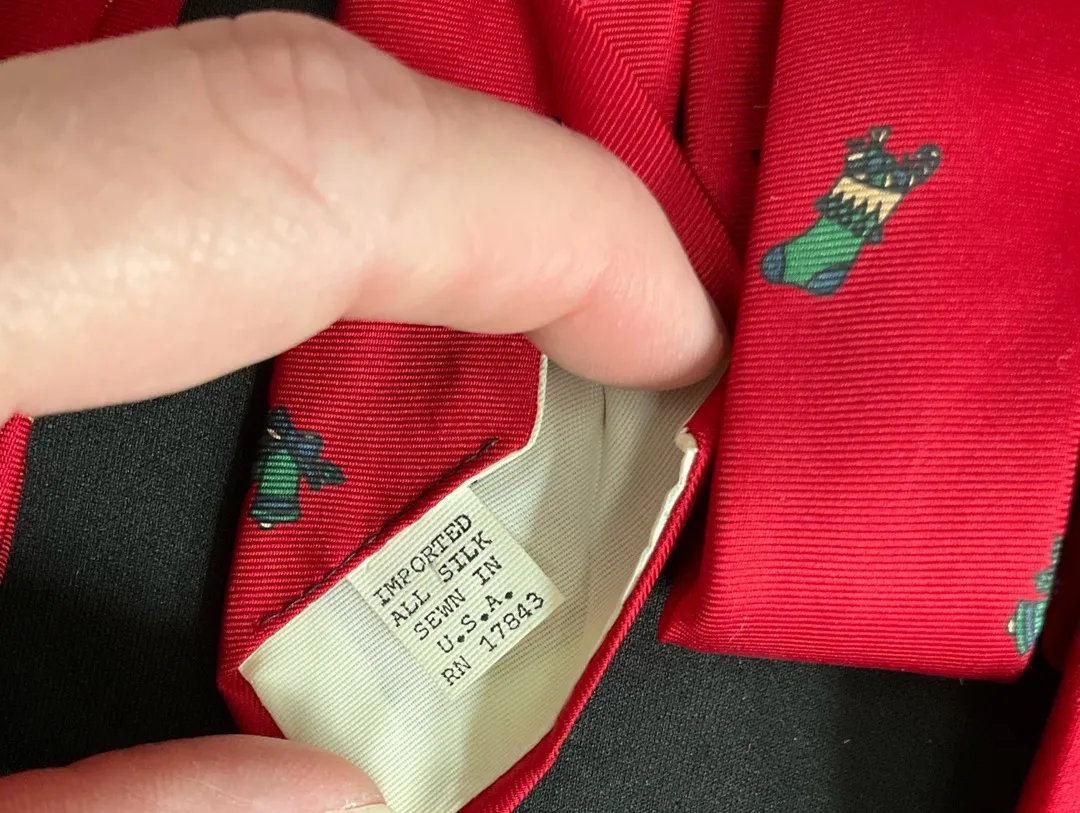 IMPORTED
ALL SILK
SEWN IN
U.S.A.
RN 17843